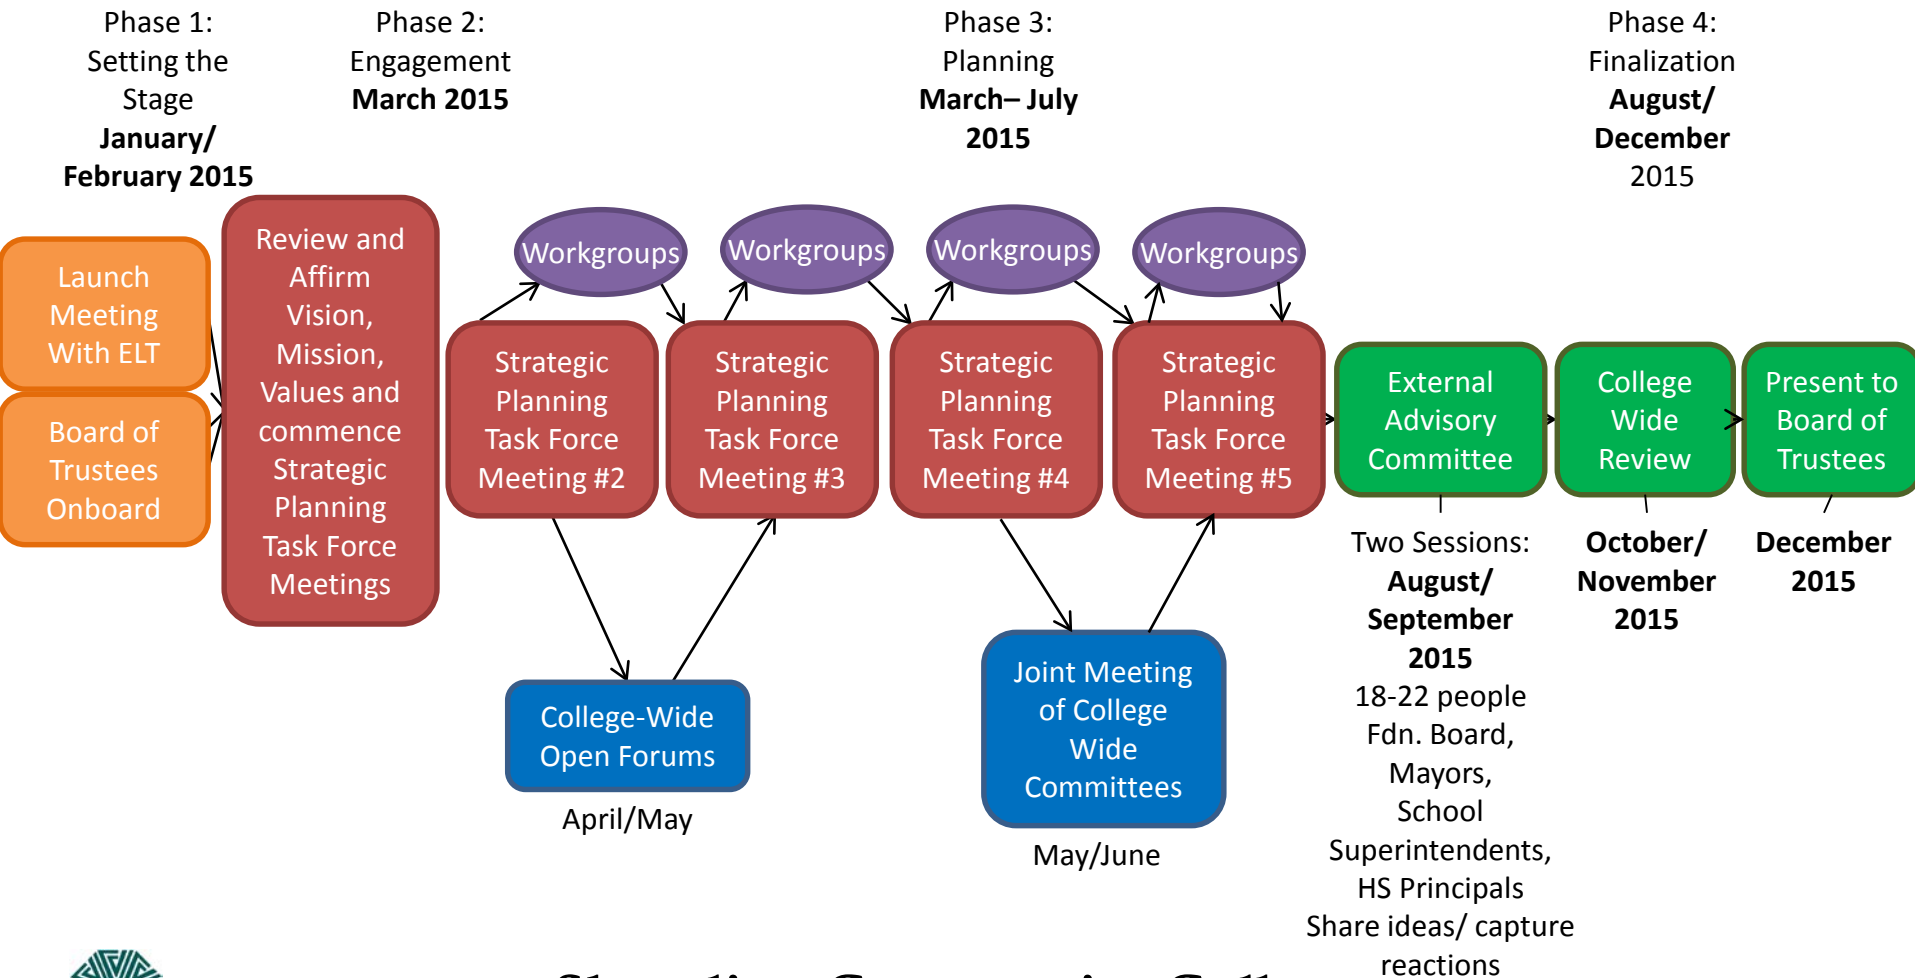 Phase 1:
Setting the
Stage
January/
February 2015
Phase 2:
Engagement
March 2015
Phase 3:
Planning
March– July
2015
Phase 4:
Finalization
August/
December
2015
Launch
Meeting
With ELT
Board of
Trustees
Onboard
Review and
Affirm
Vision,
Mission,
Values and
commence
Strategic
Planning
Task Force
Meetings
Workgroups
Workgroups
Workgroups
Workgroups
Strategic
Planning
Task Force
Meeting #2
Strategic
Planning
Task Force
Meeting #3
Strategic
Planning
Task Force
Meeting #4
Strategic
Planning
Task Force
Meeting #5
External
Advisory
Committee
College
Wide
Review
Present to
Board of
Trustees
College-Wide
Open Forums
April/May
Joint Meeting
of College
Wide
Committees
May/June
Two Sessions:
August/
September
2015
18-22 people
Fdn. Board,
Mayors,
School
Superintendents,
HS Principals
Share ideas/ capture
reactions
October/
November
2015
December
2015